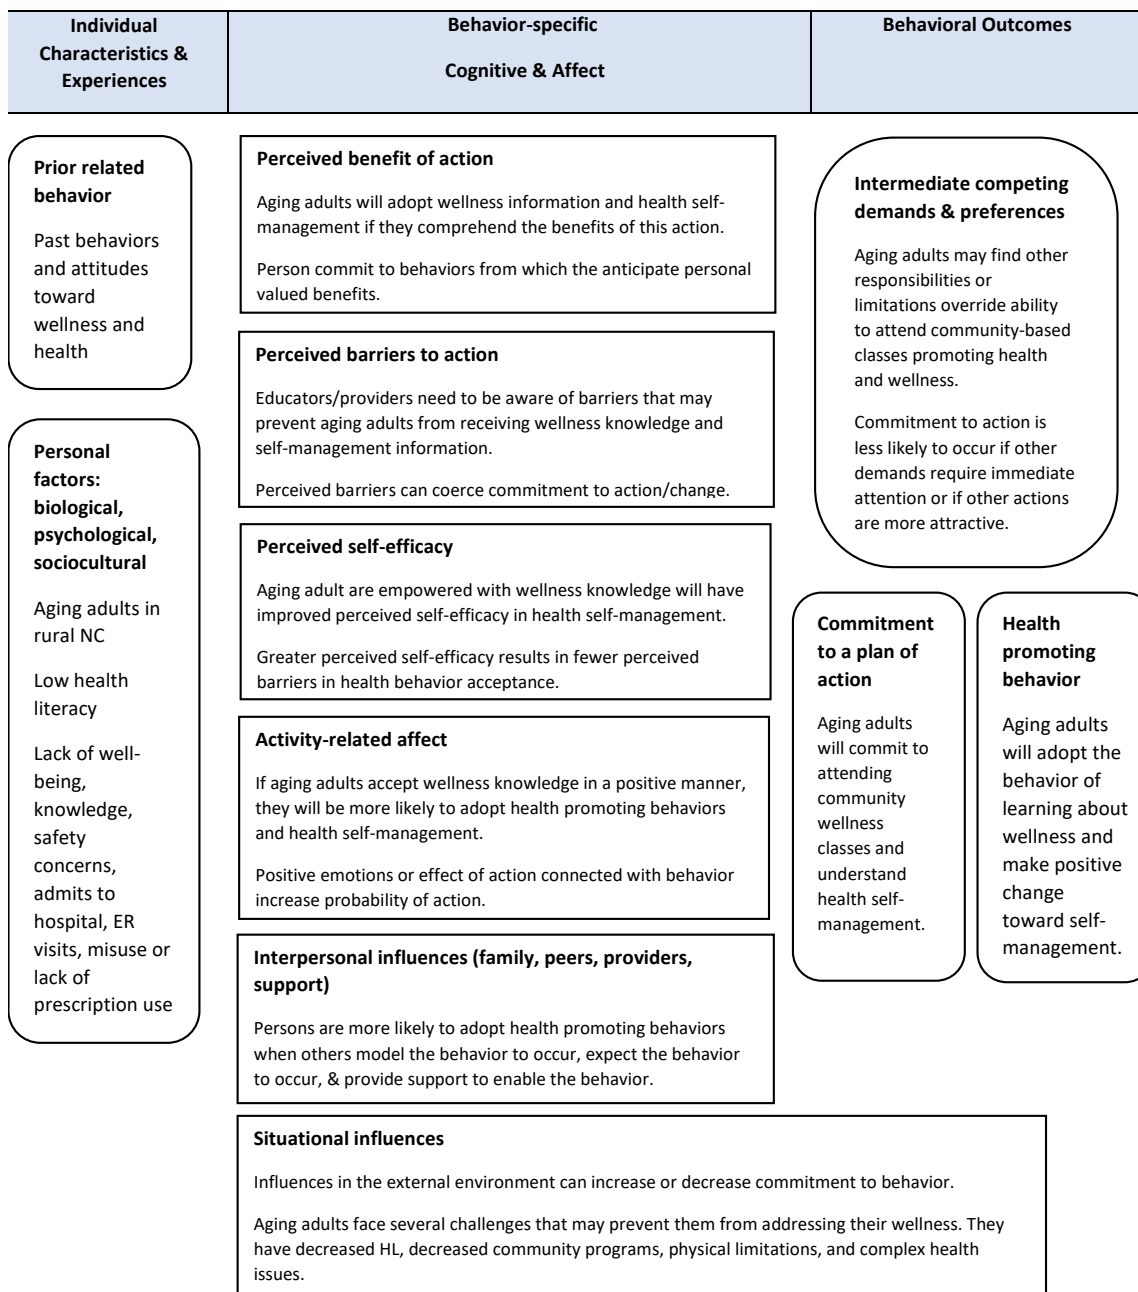 Individual
Characteristics &
Experiences
Behavior-specific
Cognitive & Affect
Behavioral Outcomes
Prior related
behavior
Past behaviors
and attitudes
toward
wellness and
health
Personal
factors:
biological,
psychological,
sociocultural
Aging adults in
rural NC
Low health
literacy
Lack of well-
being,
knowledge,
safety
concerns,
admits to
hospital, ER
visits, misuse or
lack of
prescription use
Perceived benefit of action
Aging adults will adopt wellness information and health self-
management if they comprehend the benefits of this action.
Person commit to behaviors from which the anticipate personal
valued benefits.
Perceived barriers to action
Educators/providers need to be aware of barriers that may
prevent aging adults from receiving wellness knowledge and
self-management information.
Perceived barriers can coerce commitment to action/change.
Perceived self-efficacy
Aging adult are empowered with wellness knowledge will have
improved perceived self-efficacy in health self-management.
Greater perceived self-efficacy results in fewer perceived
barriers in health behavior acceptance.
Activity-related affect
If aging adults accept wellness knowledge in a positive manner,
they will be more likely to adopt health promoting behaviors
and health self-management.
Positive emotions or effect of action connected with behavior
increase probability of action.
Interpersonal influences (family, peers, providers,
support)
Persons are more likely to adopt health promoting behaviors
when others model the behavior to occur, expect the behavior
to occur, & provide support to enable the behavior.
Situational influences
Influences in the external environment can increase or decrease commitment to behavior.
Aging adults face several challenges that may prevent them from addressing their wellness. They
have decreased HL, decreased community programs, physical limitations, and complex health
issues.
Intermediate competing
demands & preferences
Aging adults may find other
responsibilities or
limitations override ability
to attend community-based
classes promoting health
and wellness.
Commitment to action is
less likely to occur if other
demands require immediate
attention or if other actions
are more attractive.
Commitment
to a plan of
action
Aging adults
will commit to
attending
community
wellness
classes and
understand
health self-
management.
Health
promoting
behavior
Aging adults
will adopt the
behavior of
learning about
wellness and
make positive
change
toward self-
management.